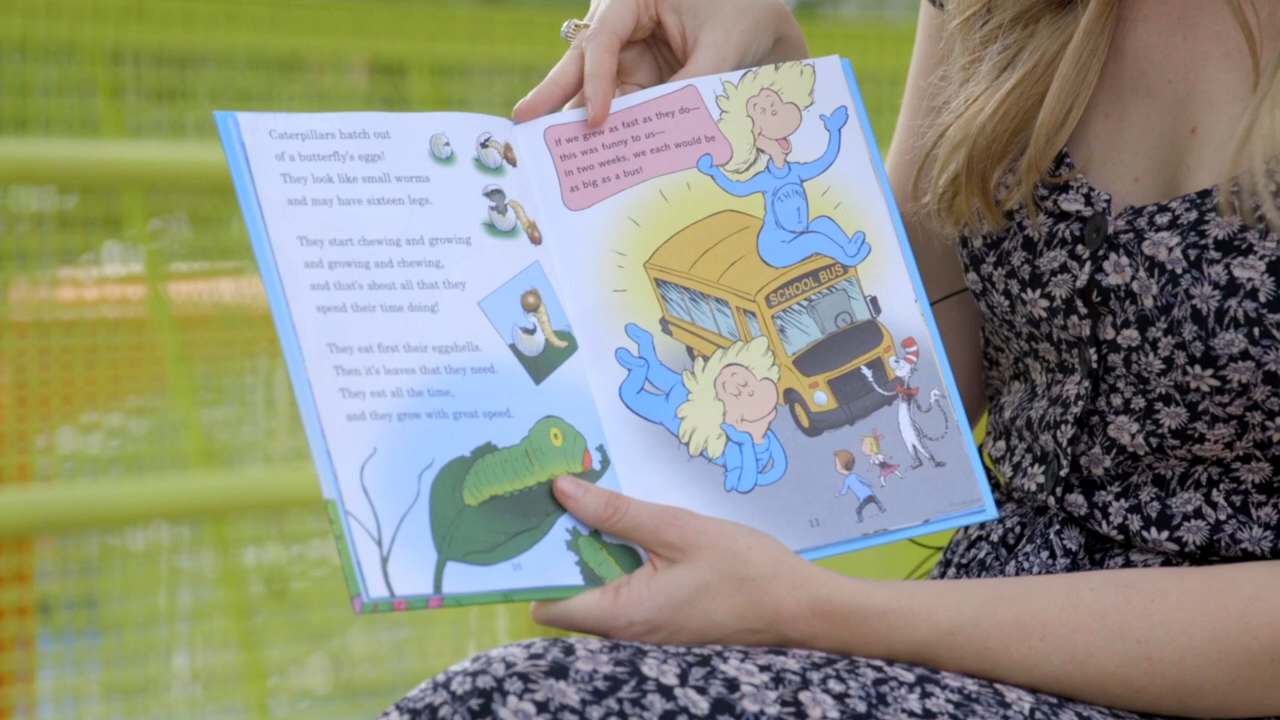 Caterpillars hatch out
of a butterfly's eggs!
They look like small worms
and may have sixteen legs.
They start chewing and growing
and growing and chewing,
and that's about all that they
spend their time doing!
They eat first their eggshells.
Then it's leaves that they need.
They eat all the time,
and they grow with great speed.
10
If we grew as fast as they do—
this was funny to us—
in two weeks, we each would be
as big as a bus!
THING
1
SCHOOL BUS
11